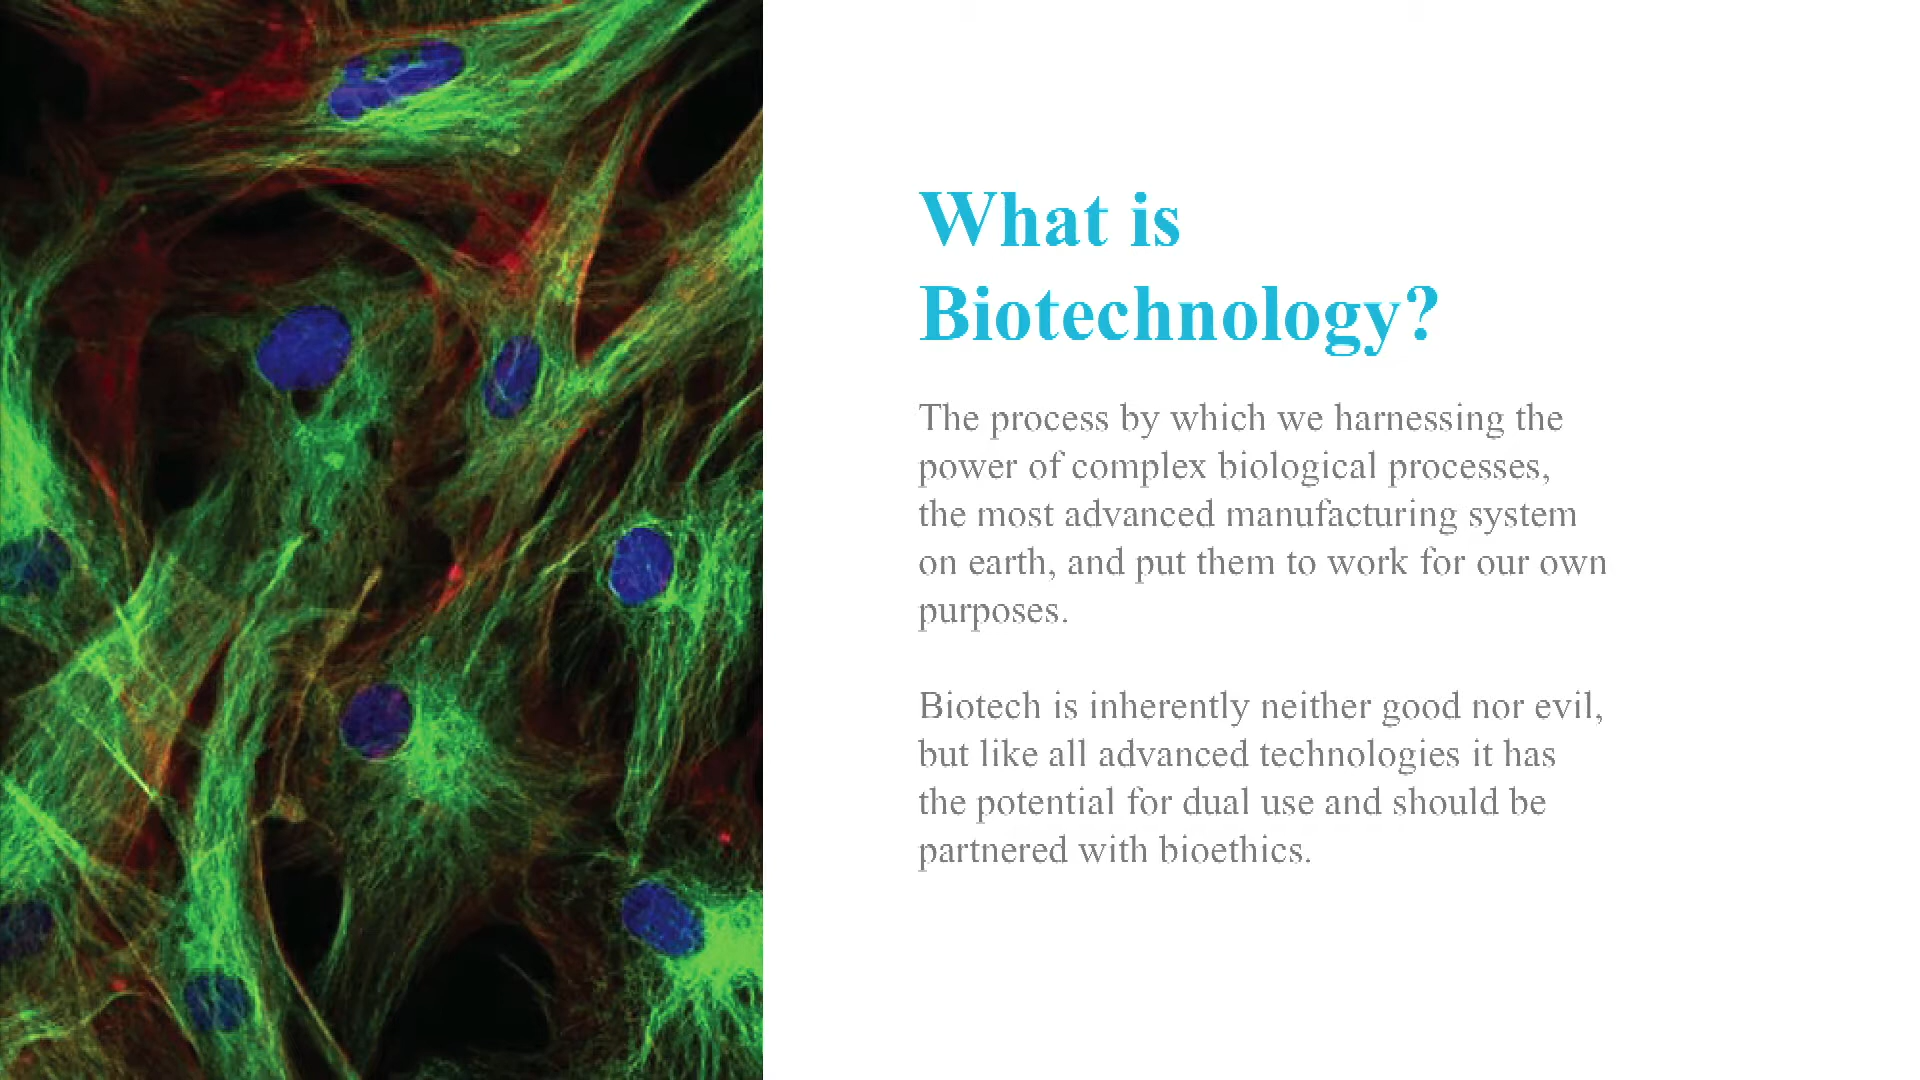 What is
Biotechnology?
The process by which we harnessing the
power of complex biological processes,
the most advanced manufacturing system
on earth, and put them to work for our own
purposes.
Biotech is inherently neither good nor evil,
but like all advanced technologies it has
the potential for dual use and should be
partnered with bioethics.